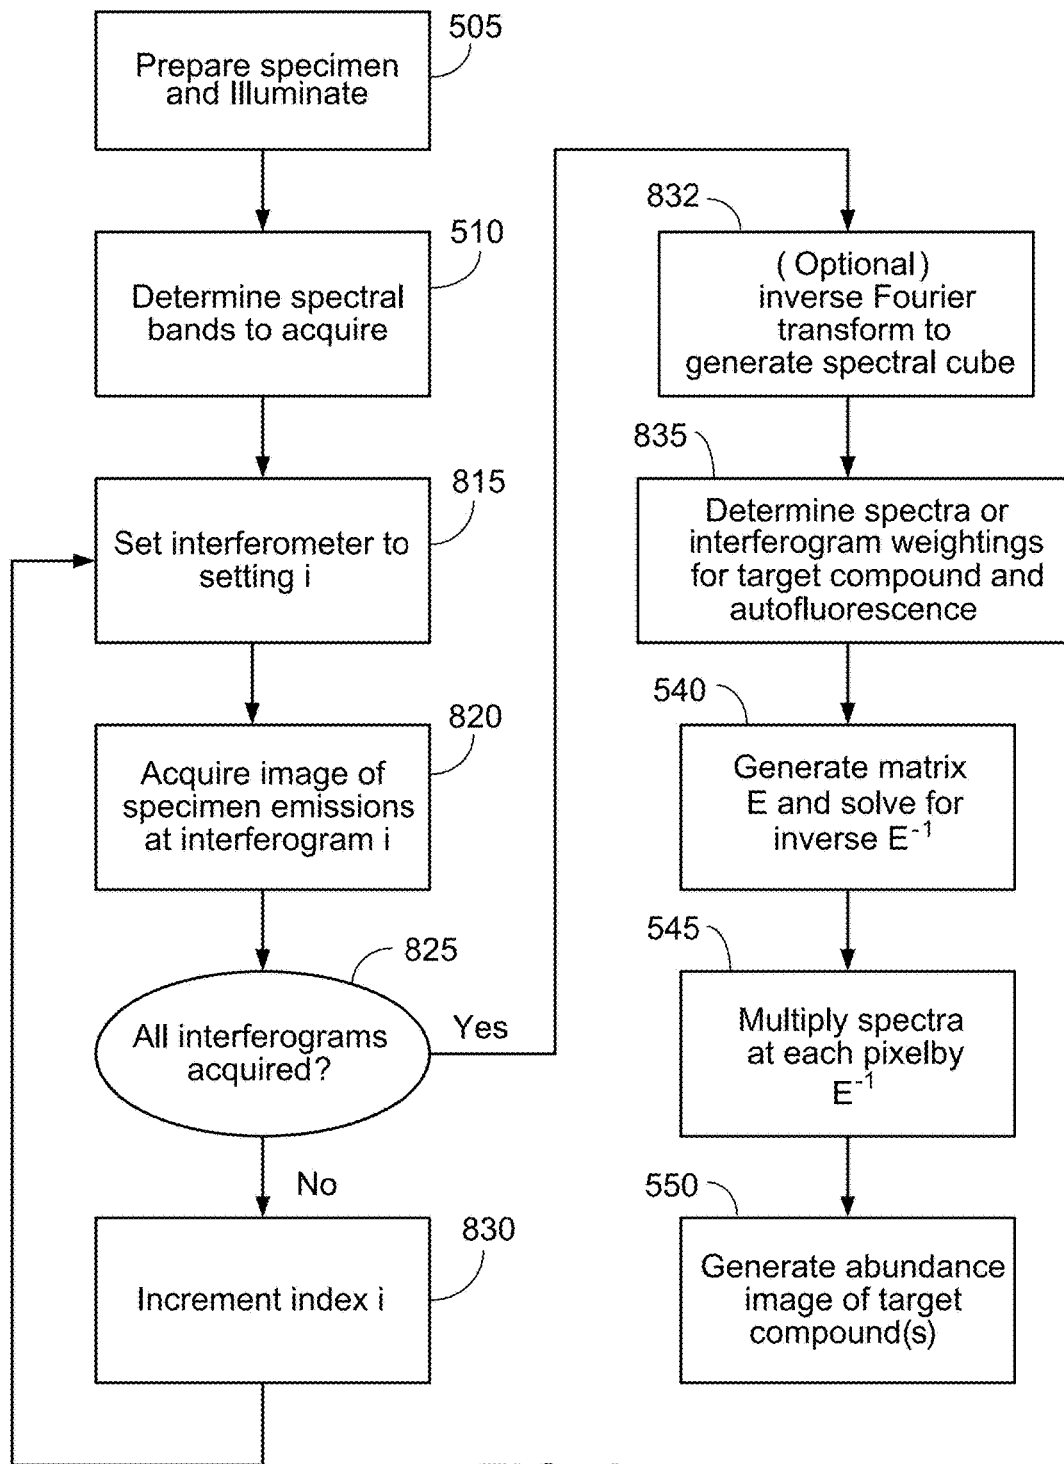 505
Prepare specimen
and Illuminate
510
Determine spectral
bands to acquire
815
Set interferometer to
setting i
820
Acquire image of
specimen emissions
at interferogram i
825
All interferograms
acquired?
Yes
No
830
Increment index i
832
( Optional )
inverse Fourier
transform to
generate spectral cube
835
Determine spectra or
interferogram weightings
for target compound and
autofluorescence
540
Generate matrix
E and solve for
inverse E⁻¹
545
Multiply spectra
at each pixelby
E⁻¹
550
Generate abundance
image of target
compound(s)